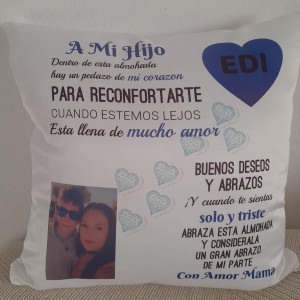 A Mi Hijo
Dentro de esta almohada
hay un pedazo de mi corazon
PARA RECONFORTARTE
CUANDO ESTEMOS LEJOS
Esta llena de mucho amor
EDI
BUENOS DESEOS
Y ABRAZOS
¡Y cuando te sientas
solo y triste
ABRAZA ESTA ALMOHADA
Y CONSIDERALA
UN GRAN ABRAZO
DE MI PARTE
Con Amor Mama